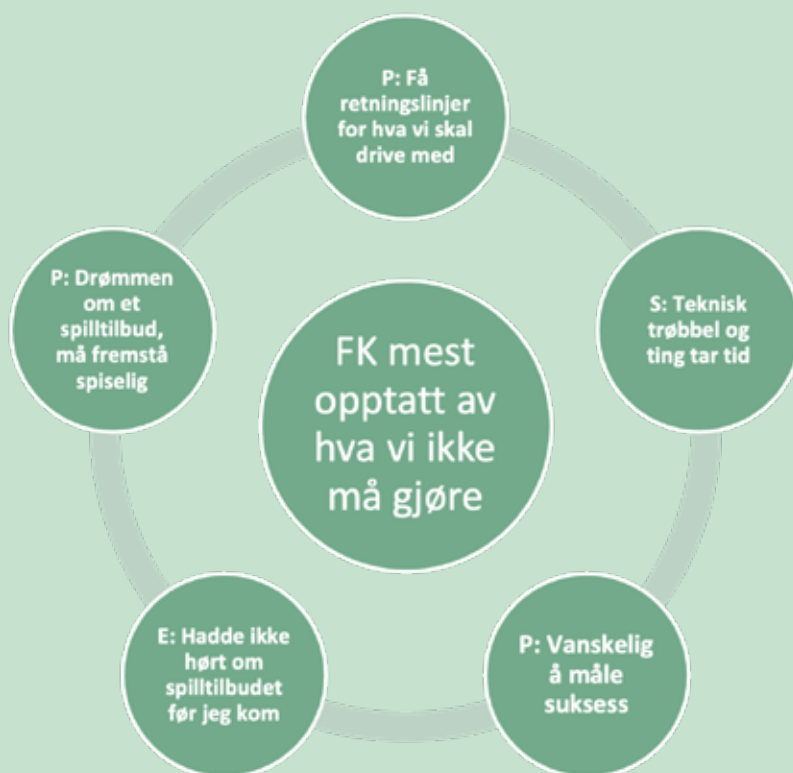 P: Få
retningslinjer
for hva vi skal
drive med
S: Teknisk
trøbbel og
ting tar tid
P: Vanskelig
å måle
suksess
E: Hadde ikke
hørt om
spilltilbudet
før jeg kom
P: Drømmen
om et
spilltilbud,
må fremstå
spiselig
FK mest
opptatt av
hva vi ikke
må gjøre